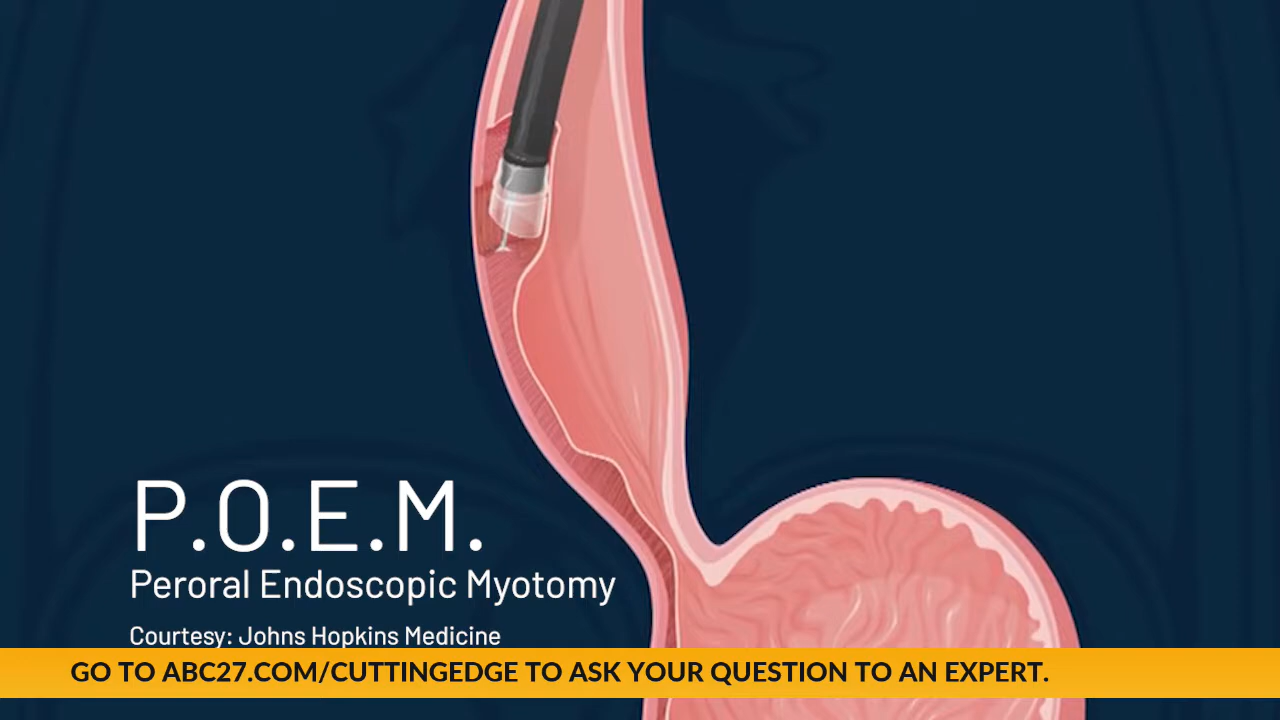 P.O.E.M.
Peroral Endoscopic Myotomy
Courtesy: Johns Hopkins Medicine
GO TO ABC27.COM/CUTTINGEDGE TO ASK YOUR QUESTION TO AN EXPERT.